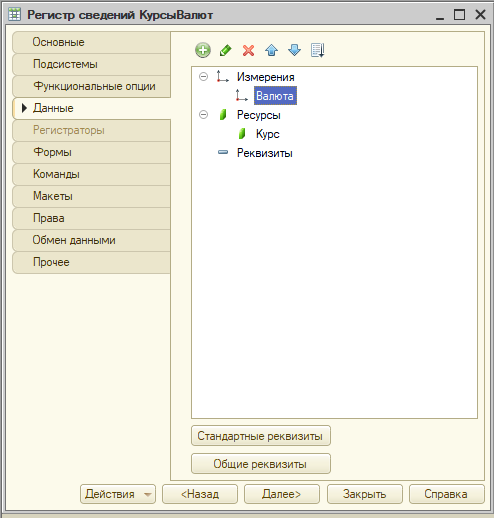 Регистр сведений КурсыВалют
Основные
Подсистемы
Функциональные опции
Данные
Регистраторы
Формы
Команды
Макеты
Права
Обмен данными
Прочее
Измерения
Валюта
Ресурсы
Курс
Реквизиты
Стандартные реквизиты
Общие реквизиты
Действия
<Назад
Далее>
Закрыть
Справка